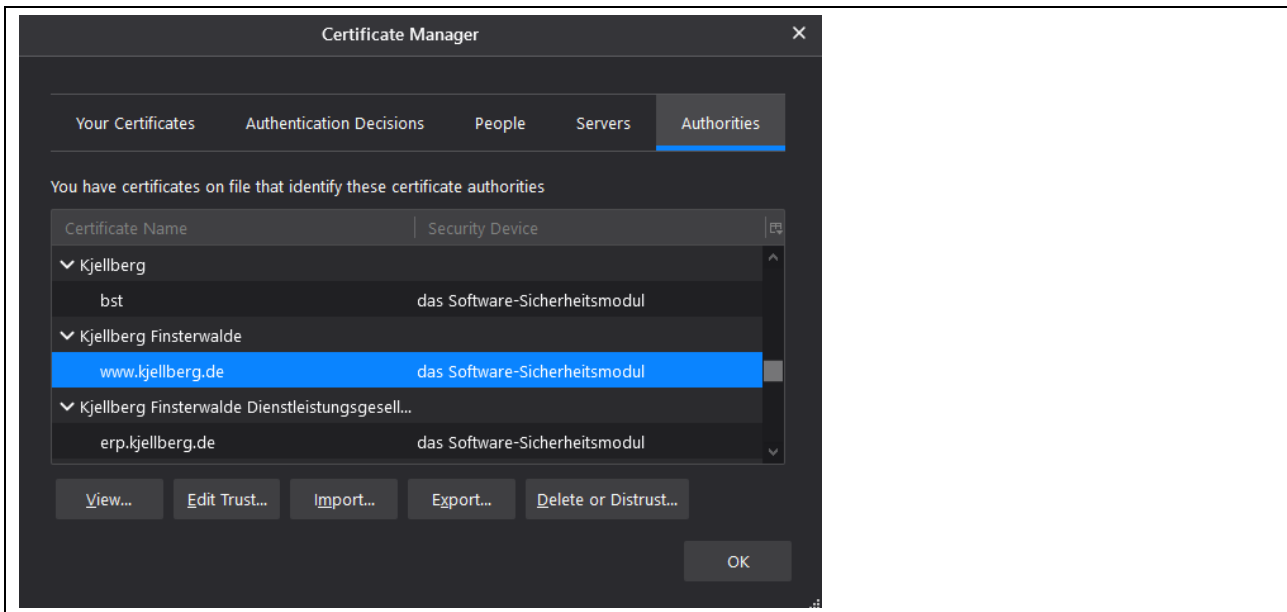 Certificate Manager
Your Certificates Authentication Decisions People Servers Authorities
You have certificates on file that identify these certificate authorities
Certificate Name Security Device
Kjellberg
bst das Software-Sicherheitsmodul
Kjellberg Finsterwalde
www.kjellberg.de das Software-Sicherheitsmodul
Kjellberg Finsterwalde Dienstleistungsgesell...
erp.kjellberg.de das Software-Sicherheitsmodul
View... Edit Trust... Import... Export... Delete or Distrust...
OK